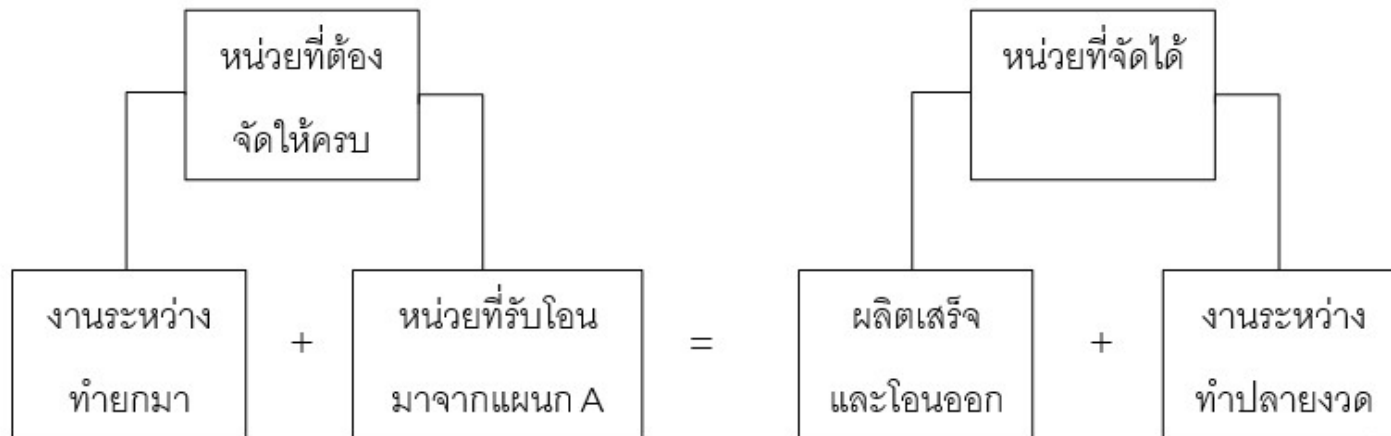 หน่วยที่ต้อง
จัดให้ครบ
หน่วยที่จัดได้
งานระหว่าง
ทำยกมา
+
หน่วยที่รับโอน
มาจากแผนก A
=
ผลิตเสร็จ
และโอนออก
+
งานระหว่าง
ทำปลายงวด